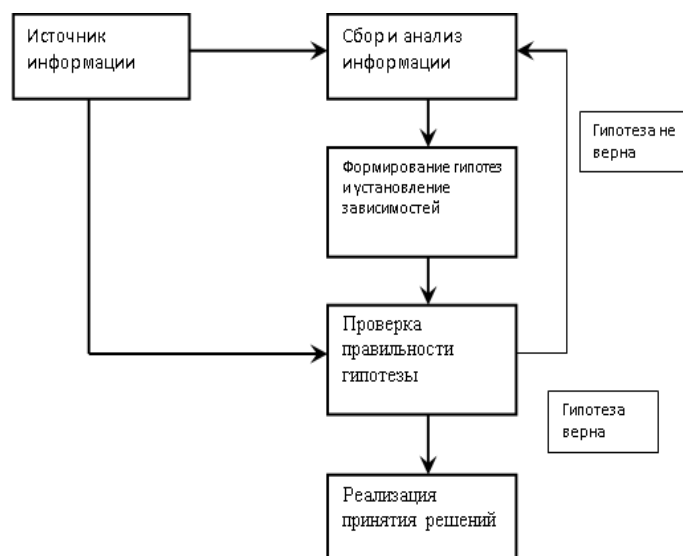 Источник
информации
Сбор и анализ
информации
Гипотеза не
верна
Формирование гипотез
и установление
зависимостей
Проверка
правильности
гипотезы
Гипотеза
верна
Реализация
принятия решений